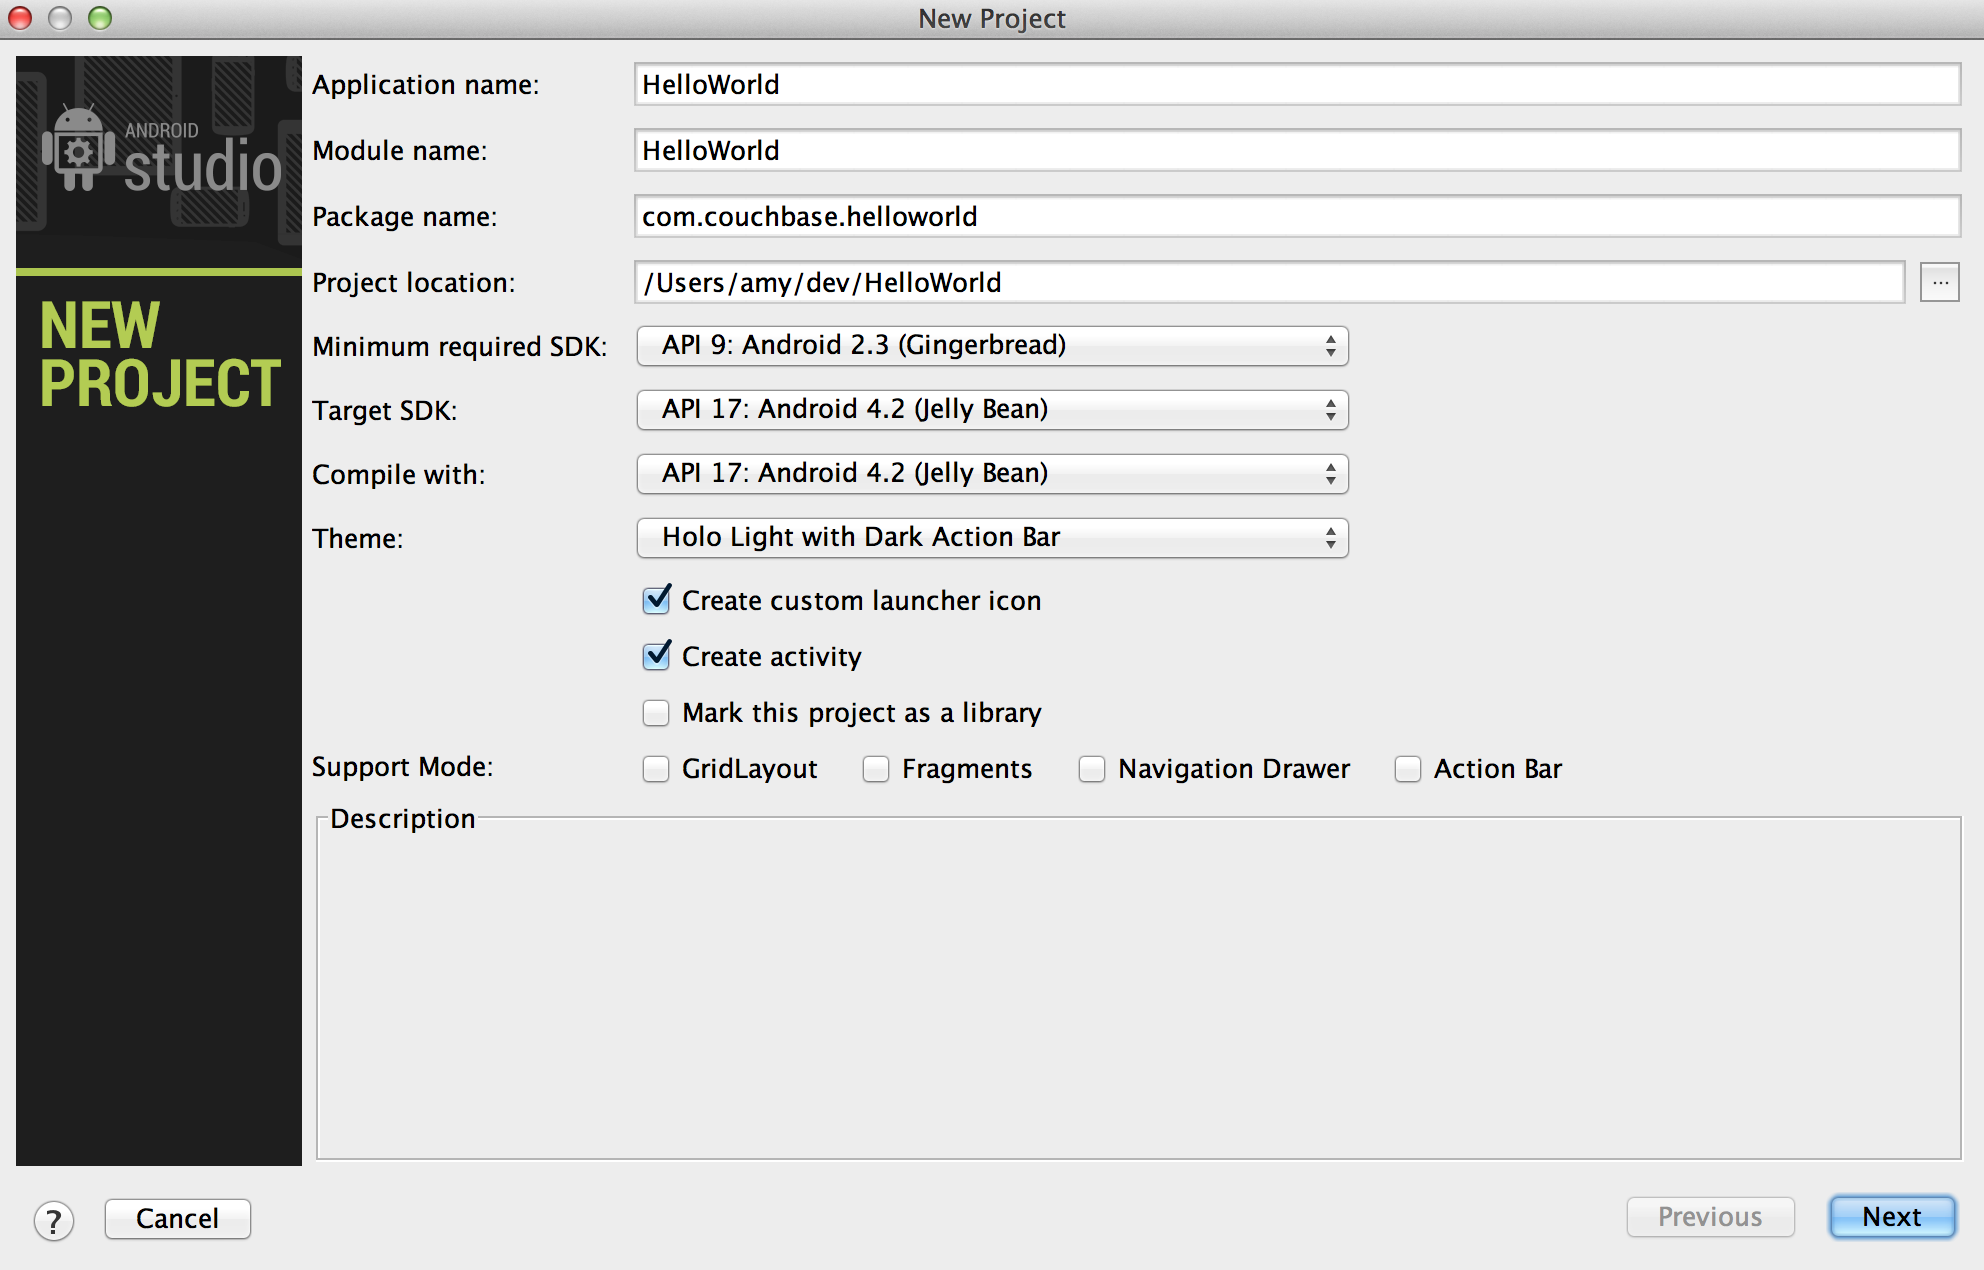 New Project
ANDROID
studio
NEW
PROJECT
Application name: HelloWorld
Module name: HelloWorld
Package name: com.couchbase.helloworld
Project location: /Users/amy/dev/HelloWorld ...
Minimum required SDK: API 9: Android 2.3 (Gingerbread)
Target SDK: API 17: Android 4.2 (Jelly Bean)
Compile with: API 17: Android 4.2 (Jelly Bean)
Theme: Holo Light with Dark Action Bar
Create custom launcher icon
Create activity
Mark this project as a library
Support Mode: GridLayout Fragments Navigation Drawer Action Bar
Description
? Cancel Previous Next